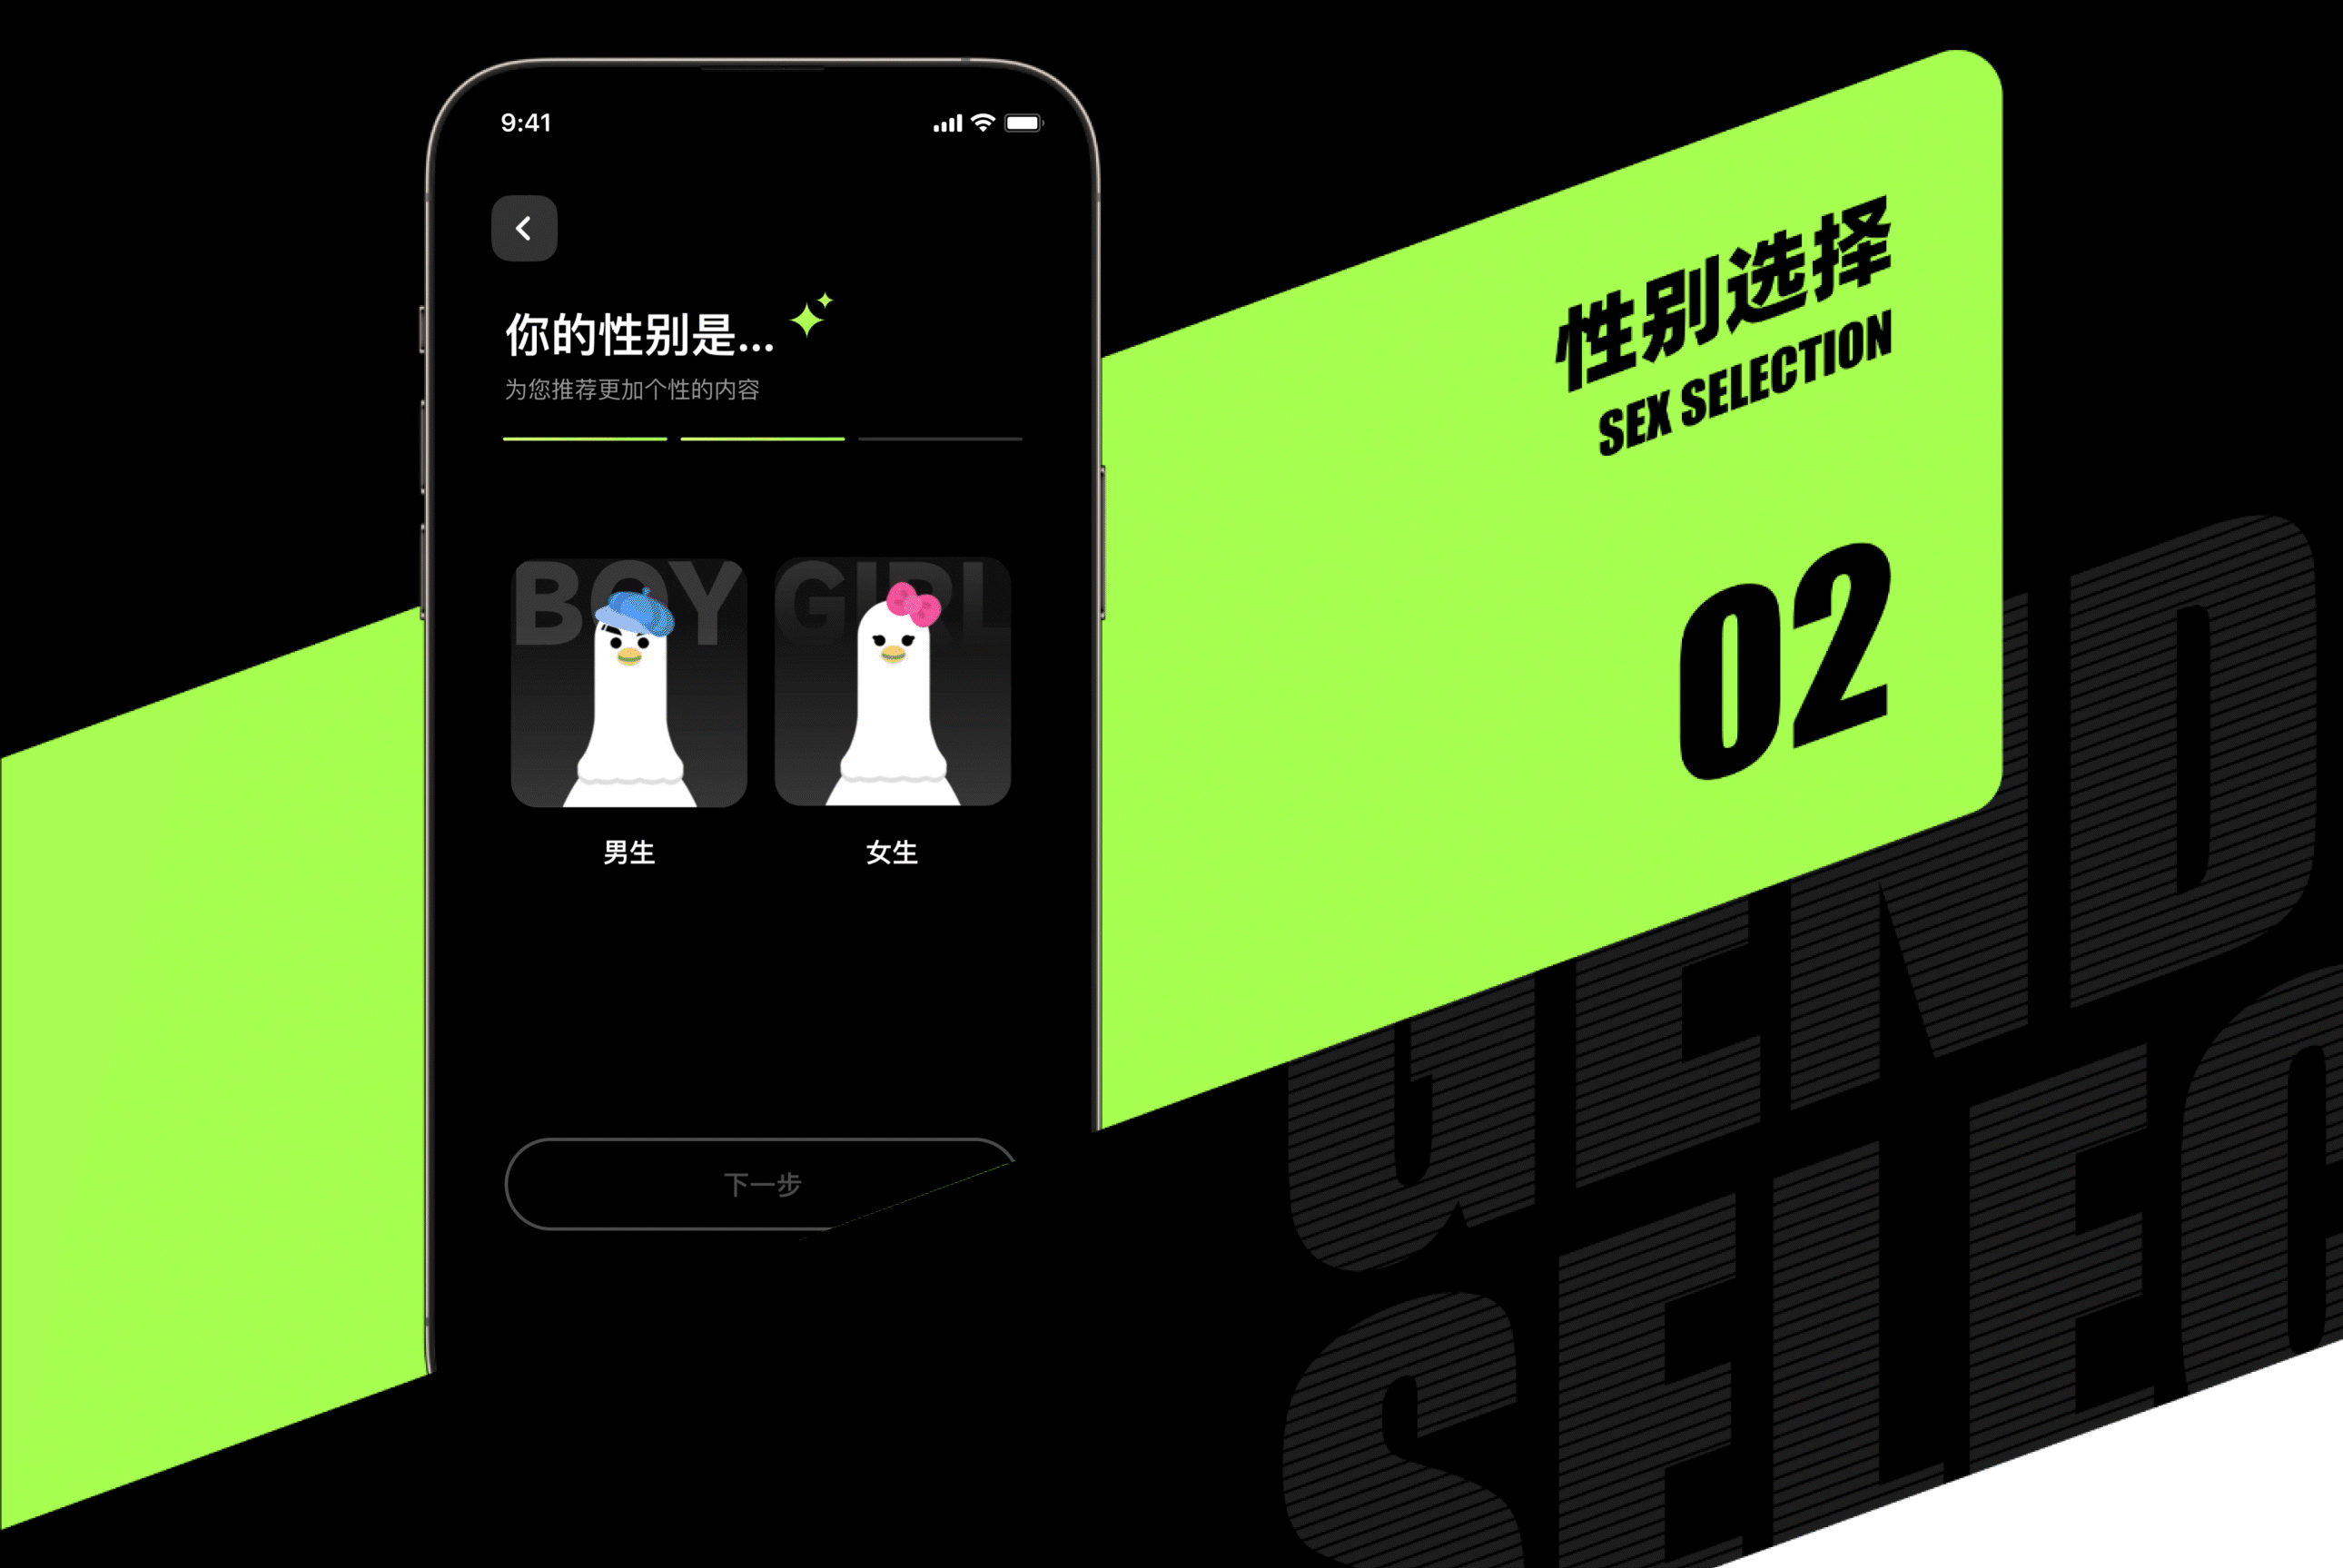 9:41
你的性别是...
为您推荐更加个性的内容
BOY
GIRL
男生
女生
下一步
性别选择
SEX SELECTION
02
GEND
SELEC